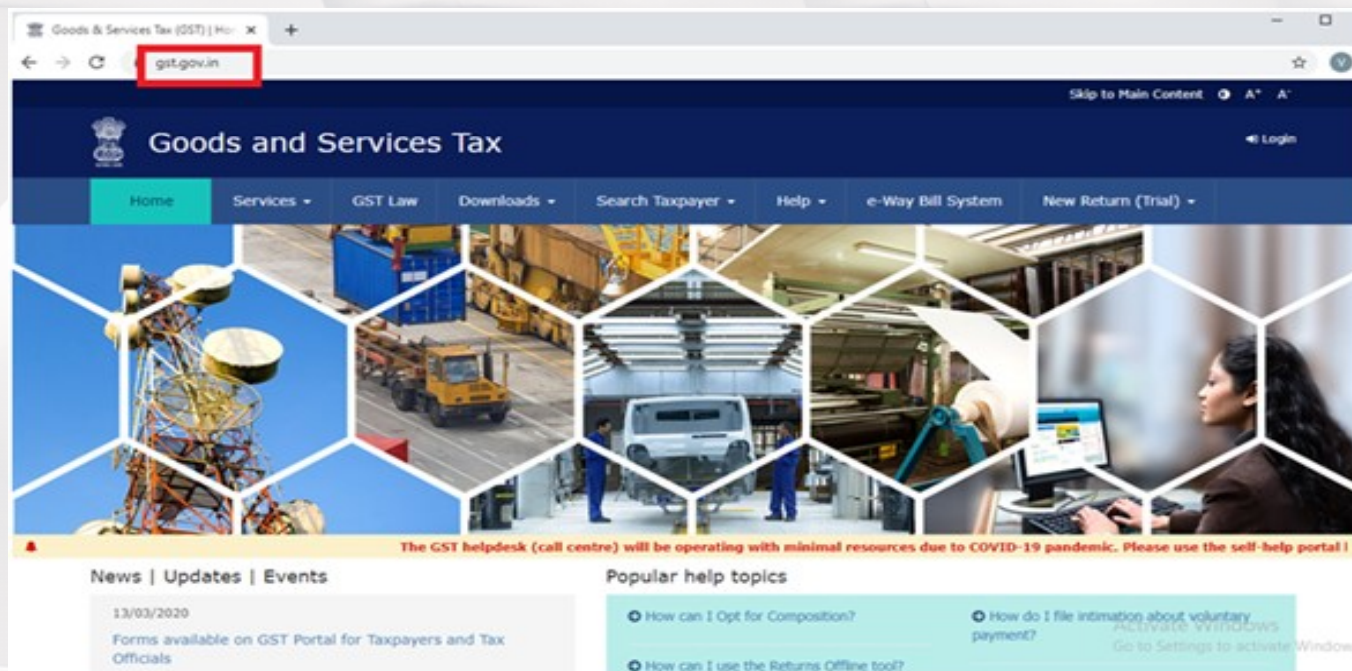 Goods & Services Tax (GST) | Ho
gst.gov.in
Skip to Main Content A+ A-
Goods and Services Tax
Login
Home Services GST Law Downloads Search Taxpayer Help e-Way Bill System New Return (Trial)
The GST helpdesk (call centre) will be operating with minimal resources due to COVID-19 pandemic. Please use the self-help portal
News | Updates | Events
Popular help topics
13/03/2020
Forms available on GST Portal for Taxpayers and Tax
Officials
How can I Opt for Composition?
How do I file intimation about voluntary
payment?
How can I use the Returns Offline tool?
Activate Windows
Go to Settings to activate Window